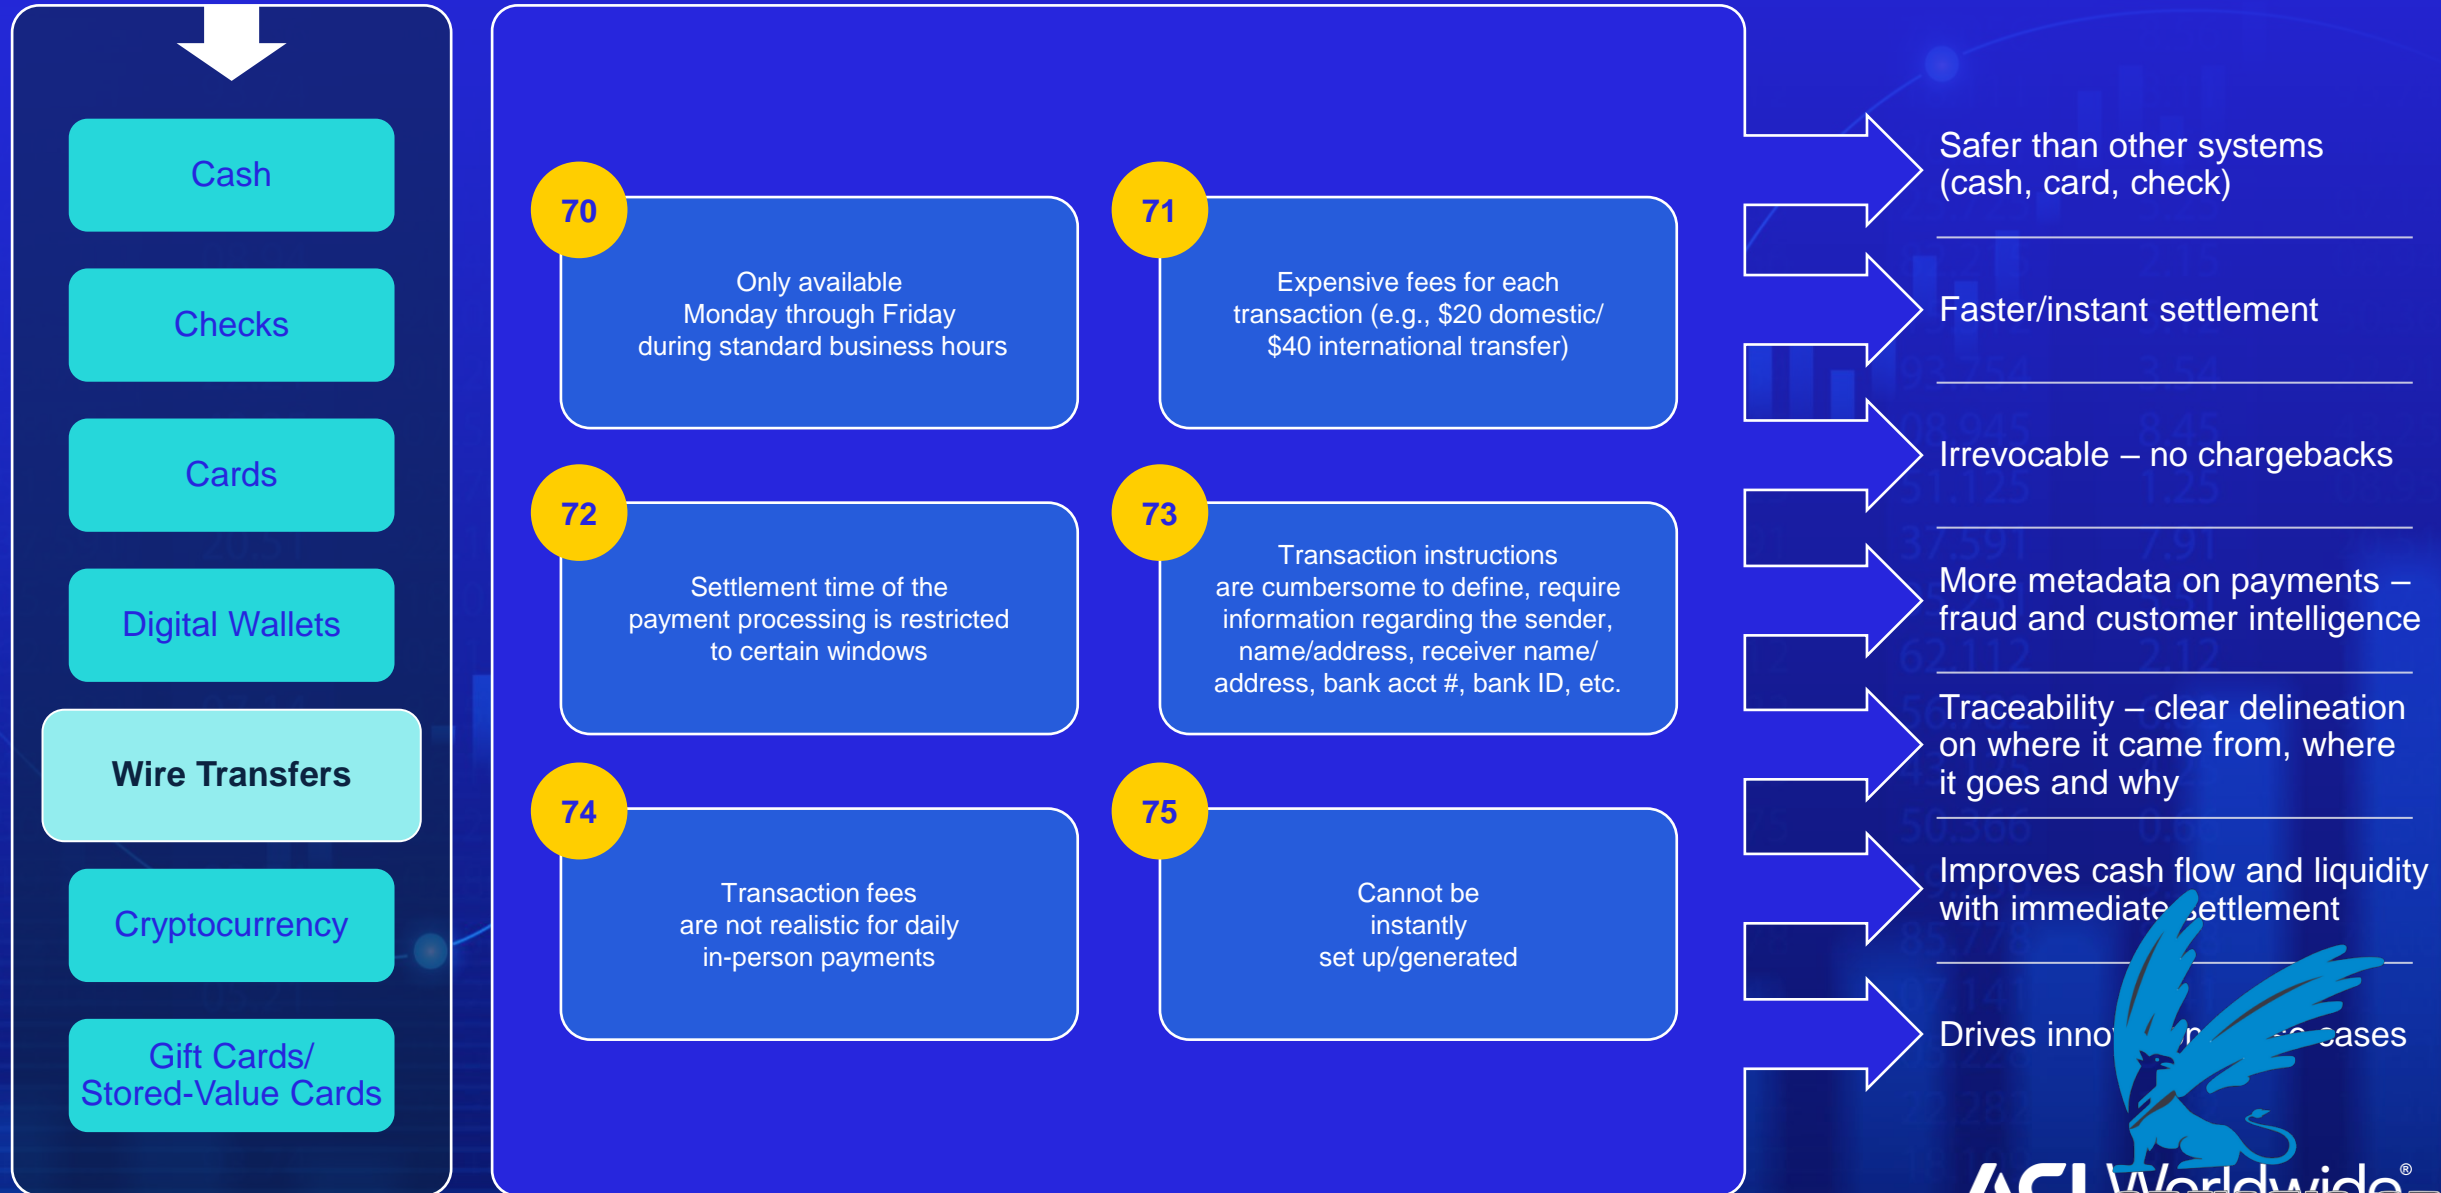 Cash
Checks
Cards
Digital Wallets
Wire Transfers
Cryptocurrency
Gift Cards/
Stored-Value Cards
70
Only available
Monday through Friday
during standard business hours
71
Expensive fees for each
transaction (e.g., $20 domestic/
$40 international transfer)
72
Settlement time of the
payment processing is restricted
to certain windows
73
Transaction instructions
are cumbersome to define, require
information regarding the sender,
name/address, receiver name/
address, bank acct #, bank ID, etc.
74
Transaction fees
are not realistic for daily
in-person payments
75
Cannot be
instantly
set up/generated
Safer than other systems
(cash, card, check)
Faster/instant settlement
Irrevocable – no chargebacks
More metadata on payments –
fraud and customer intelligence
Traceability – clear delineation
on where it came from, where
it goes and why
Improves cash flow and liquidity
with immediate settlement
Drives cases
ACI Worldwide®